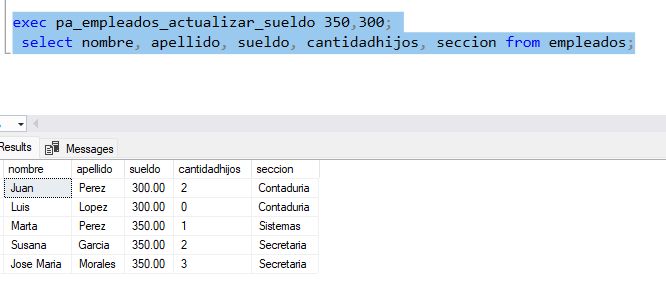 exec pa_empleados_actualizar_sueldo 350,300;
select nombre, apellido, sueldo, cantidadhijos, seccion from empleados;
Results Messages
nombre apellido sueldo cantidadhijos seccion
Juan Perez 300.00 2 Contaduria
Luis Lopez 300.00 0 Contaduria
Marta Perez 350.00 1 Sistemas
Susana Garcia 350.00 2 Secretaria
Jose Maria Morales 350.00 3 Secretaria